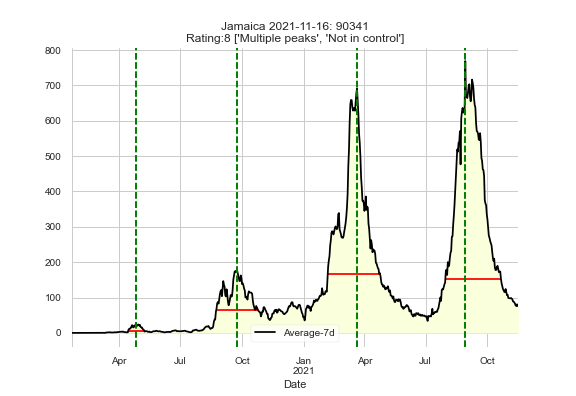 Jamaica 2021-11-16: 90341
Rating:8 ['Multiple peaks', 'Not in control']
800
700
600
500
400
300
200
100
0
Average-7d
Apr Jul Oct Jan Apr Jul Oct
2021
Date